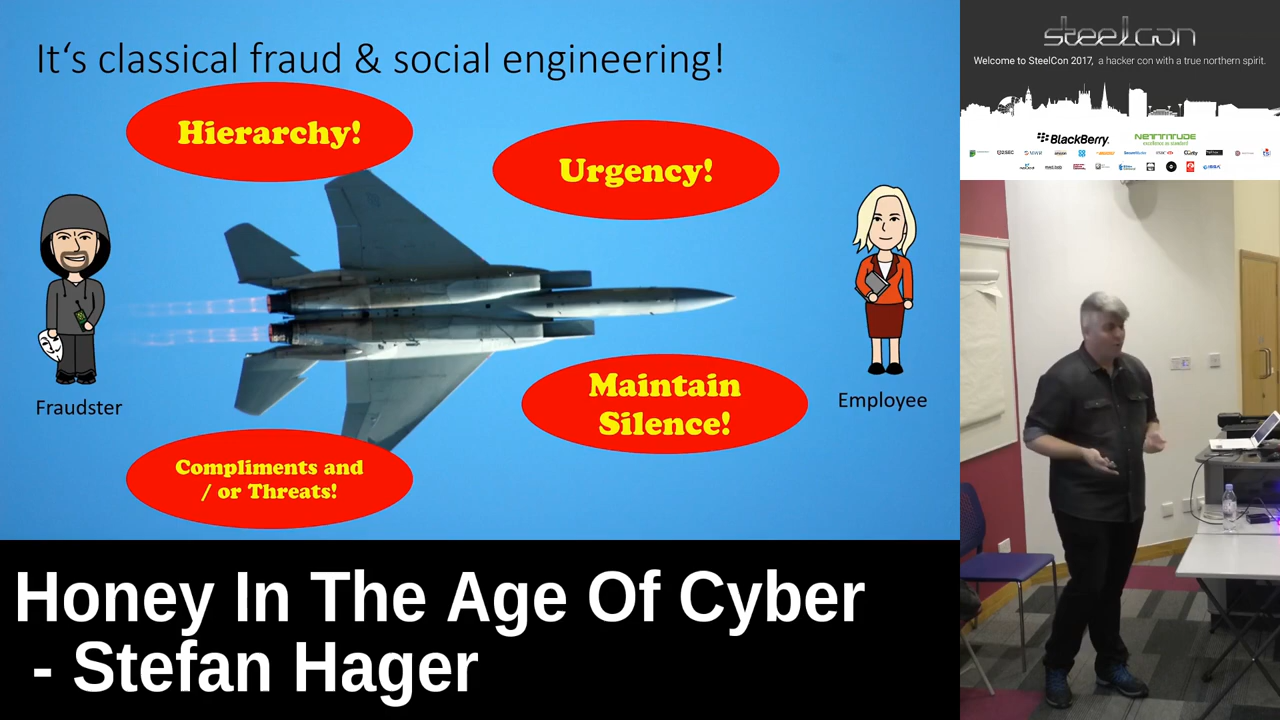 It‘s classical fraud & social engineering!
Hierarchy!
Urgency!
Maintain
Silence!
Compliments and
/ or Threats!
Fraudster
Employee
Honey In The Age Of Cyber
- Stefan Hager
steelcon
Welcome to SteelCon 2017, a hacker con with a true northern spirit.
BlackBerry.
NETTITUDE